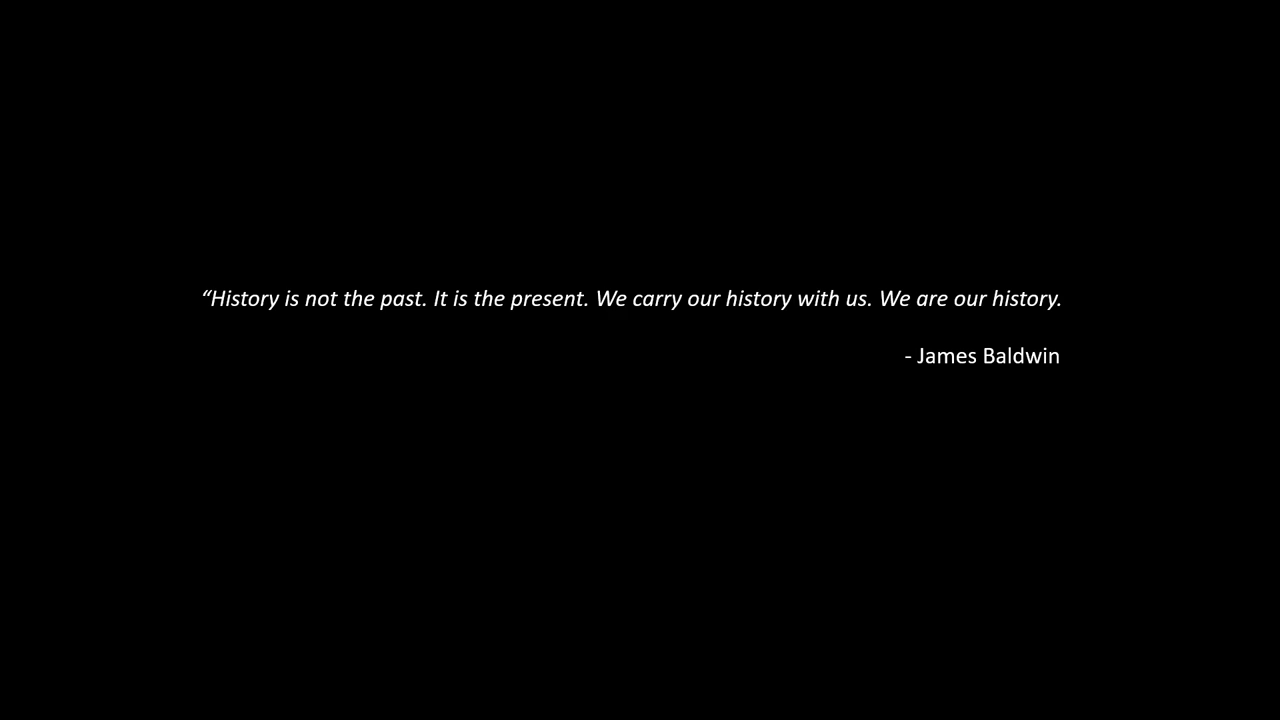 “History is not the past. It is the present. We carry our history with us. We are our history.
- James Baldwin